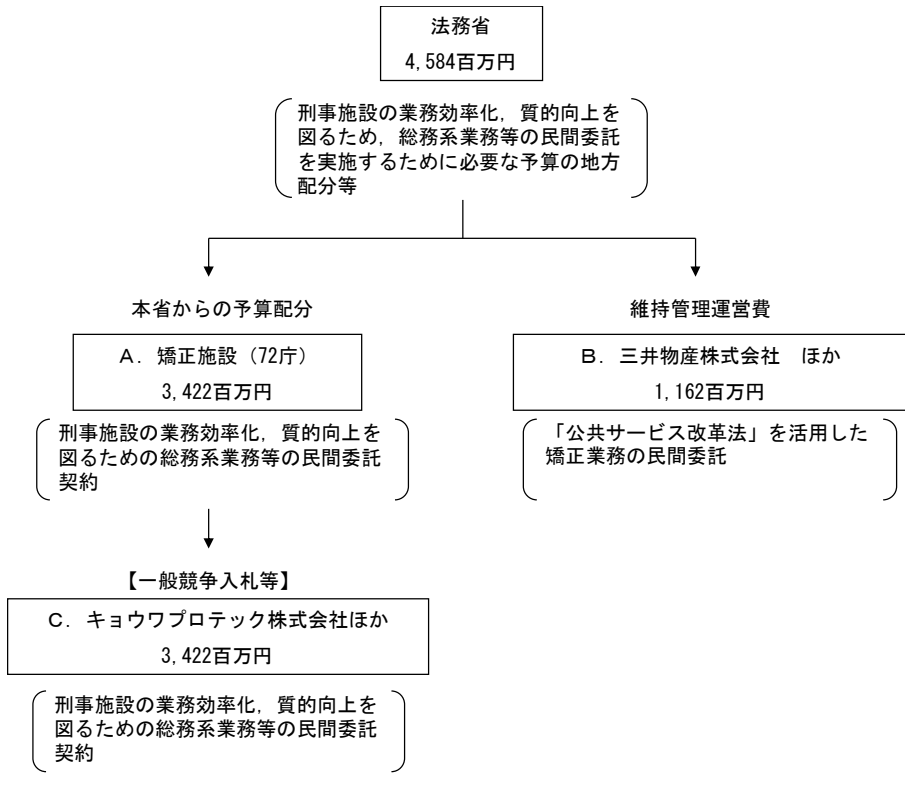 法務省
4,584百万円
刑事施設の業務効率化，質的向上を
図るため，総務系業務等の民間委託
を実施するために必要な予算の地方
配分等
本省からの予算配分
A．矯正施設（72庁）
3,422百万円
刑事施設の業務効率化，質的向上を
図るための総務系業務等の民間委託
契約
維持管理運営費
B．三井物産株式会社　ほか
1,162百万円
「公共サービス改革法」を活用した
矯正業務の民間委託
【一般競争入札等】
C．キョウワプロテック株式会社ほか
3,422百万円
刑事施設の業務効率化，質的向上を
図るための総務系業務等の民間委託
契約